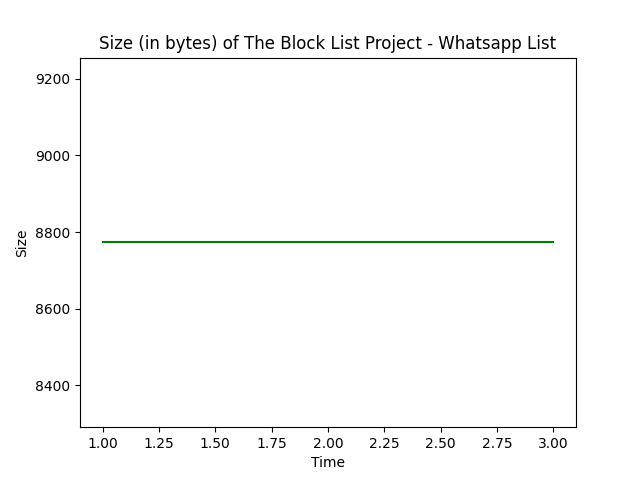 Size (in bytes) of The Block List Project - Whatsapp List
9200
9000
8800
8600
8400
Size
1.00 1.25 1.50 1.75 2.00 2.25 2.50 2.75 3.00
Time